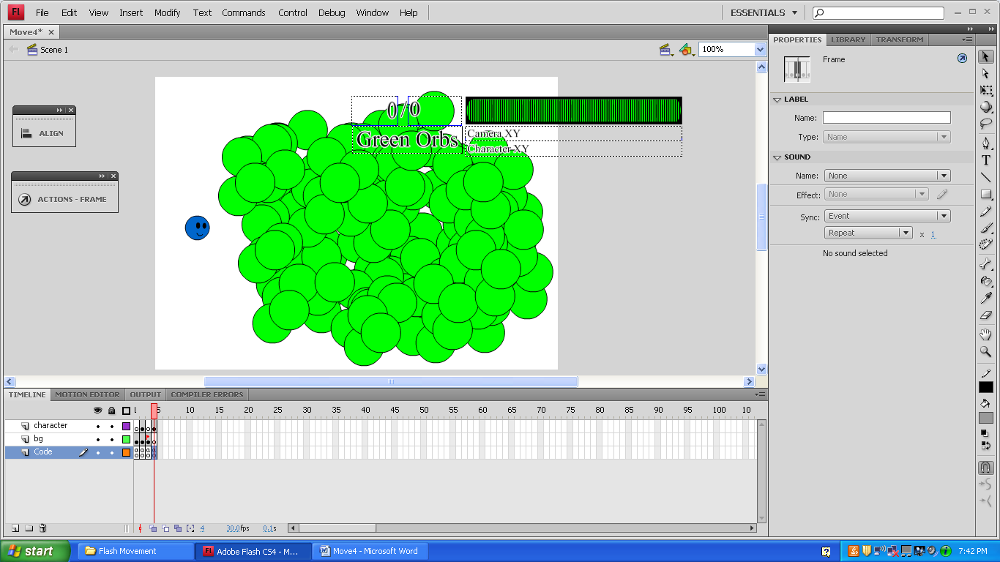 Fl File Edit View Insert Modify Text Commands Control Debug Window Help ESSENTIALS
Move4*
Scene 1
100%
ALIGN
ACTIONS - FRAME
0 / 0
Green Orbs
Camera XY
Character XY
PROPERTIES LIBRARY TRANSFORM
Frame
LABEL
Name:
Type: Name
SOUND
Name: None
Effect: None
Sync: Event
Repeat x 1
No sound selected
TIMELINE MOTION EDITOR OUTPUT COMPILER ERRORS
5 10 15 20 25 30 35 40 45 50 55 60 65 70 75 80 85 90 95 100 10
character
bg
Code
4 30.0fps 0.1s
start Flash Movement Adobe Flash CS4 - M... Move4 - Microsoft Word 7:42 PM